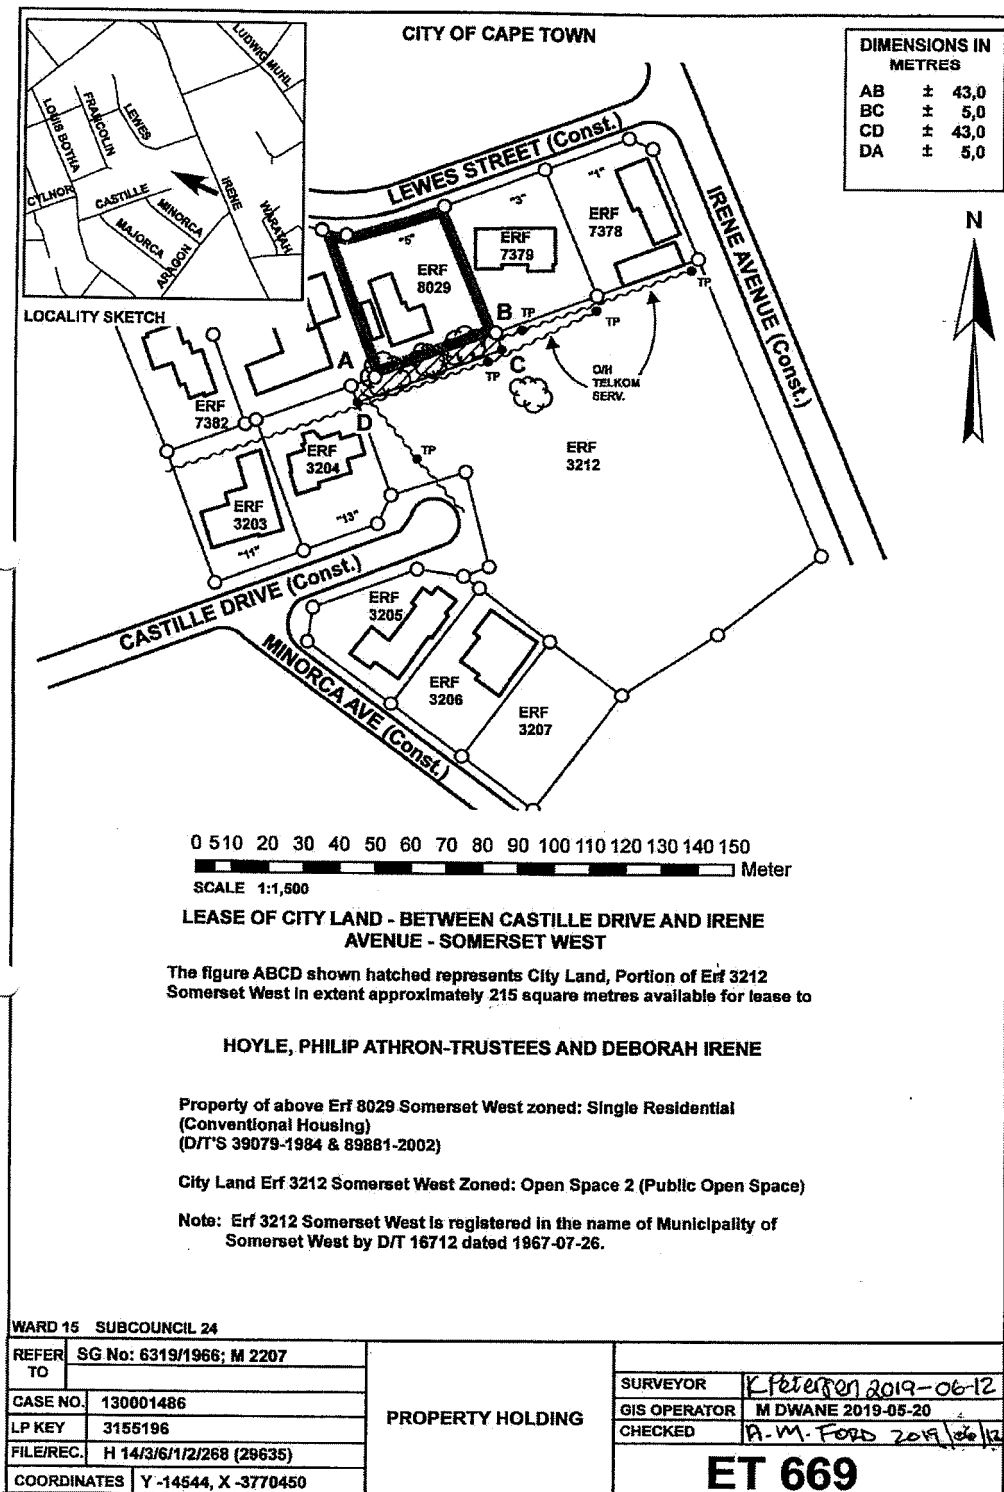 CITY OF CAPE TOWN
DIMENSIONS IN
METRES
AB ± 43,0
BC ± 5,0
CD ± 43,0
DA ± 5,0
LUDWIG MUHL
FRANCOLIN
LEWES
LOUIS BOTHA
CYLNOR
CASTILLE
IRENE
MINORCA
MAJORCA
WARATAH
ARAGON
LOCALITY SKETCH
LEWES STREET (Const.)
IRENE AVENUE (Const.)
N
"1"
"3"
"5"
ERF
7378
ERF
7379
ERF
8029
A
B
C
D
TP
TP
TP
TP
TP
O/H
TELKOM
SERV.
ERF
7382
ERF
3204
ERF
3203
ERF
3212
"13"
"11"
CASTILLE DRIVE (Const.)
ERF
3205
MINORCA AVE (Const.)
ERF
3206
ERF
3207
0 510 20 30 40 50 60 70 80 90 100 110 120 130 140 150
Meter
SCALE 1:1,500
LEASE OF CITY LAND - BETWEEN CASTILLE DRIVE AND IRENE
AVENUE - SOMERSET WEST
The figure ABCD shown hatched represents City Land, Portion of Erf 3212
Somerset West in extent approximately 215 square metres available for lease to
HOYLE, PHILIP ATHRON-TRUSTEES AND DEBORAH IRENE
Property of above Erf 8029 Somerset West zoned: Single Residential
(Conventional Housing)
(D/T'S 39079-1984 & 89881-2002)
City Land Erf 3212 Somerset West Zoned: Open Space 2 (Public Open Space)
Note: Erf 3212 Somerset West is registered in the name of Municipality of
Somerset West by D/T 16712 dated 1967-07-26.
WARD 15 SUBCOUNCIL 24
REFER TO SG No: 6319/1966; M 2207
CASE NO. 130001486
LP KEY 3155196
FILE/REC. H 14/3/6/1/2/268 (29635)
COORDINATES Y -14544, X -3770450
PROPERTY HOLDING
SURVEYOR K Petersen 2019-06-12
GIS OPERATOR M DWANE 2019-05-20
CHECKED A.M. FORD 2019/06/12
ET 669